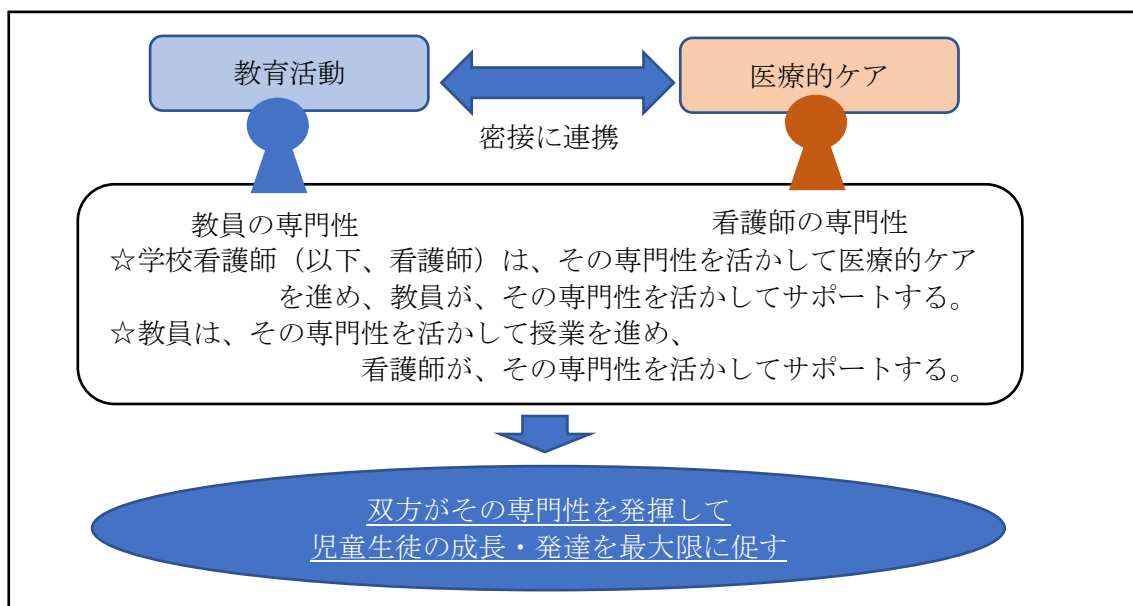 教育活動
医療的ケア
密接に連携
教員の専門性
看護師の専門性
☆学校看護師（以下、看護師）は、その専門性を活かして医療的ケア
を進め、教員が、その専門性を活かしてサポートする。
☆教員は、その専門性を活かして授業を進め、
看護師が、その専門性を活かしてサポートする。
双方がその専門性を発揮して
児童生徒の成長・発達を最大限に促す